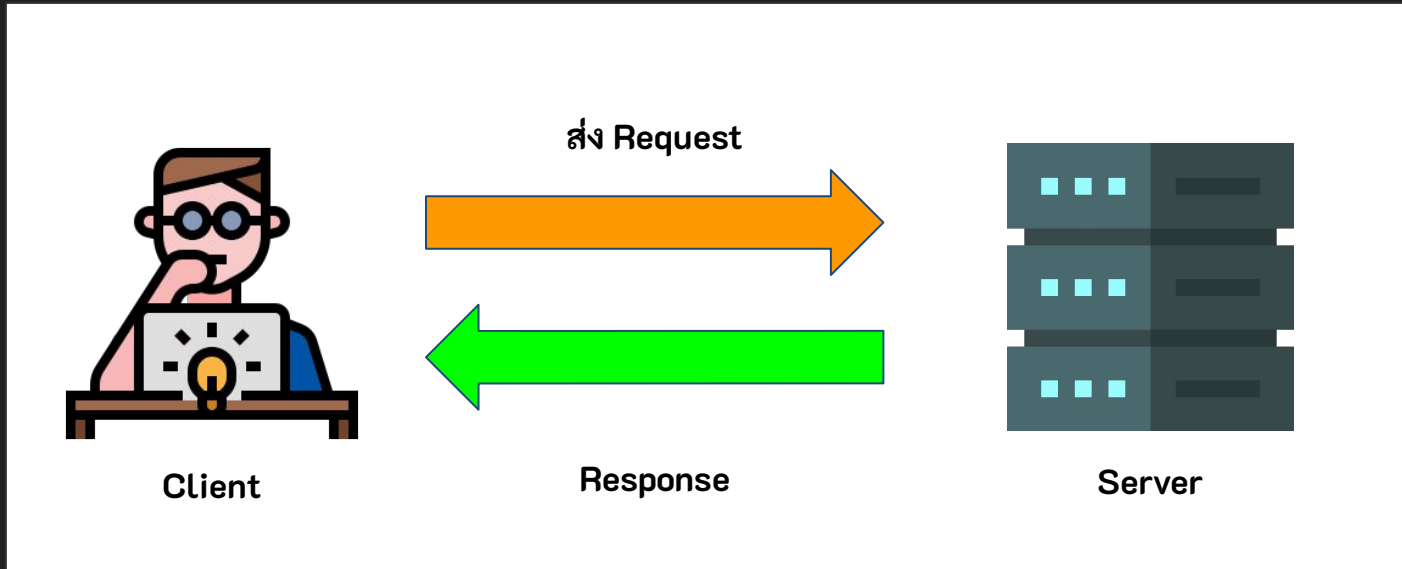 ส่ง Request
Client
Response
Server